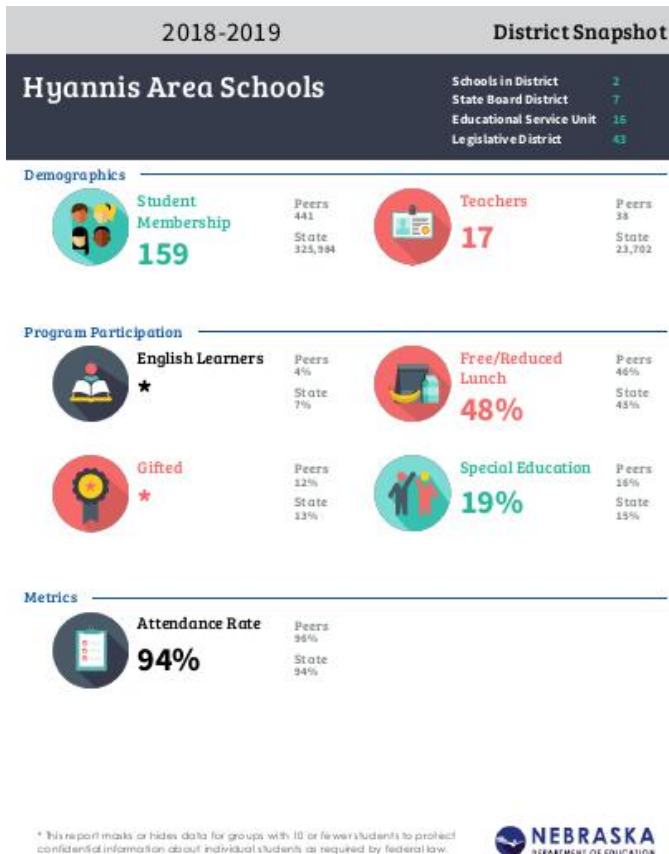 2018-2019 District Snapshot
Hyannis Area Schools
Schools in District 2
State Board District 7
Educational Service Unit 16
Legislative District 43
Demographics
Student Membership
159
Peers
441
State
325,984
Teachers
17
Peers
38
State
23,702
Program Participation
English Learners
*
Peers
4%
State
7%
Free/Reduced
Lunch
48%
Peers
46%
State
45%
Gifted
*
Peers
12%
State
13%
Special Education
19%
Peers
16%
State
15%
Metrics
Attendance Rate
94%
Peers
96%
State
94%
* This report masks or hides data for groups with 10 or fewer students to protect
confidential information about individual students as required by federal law.
NEBRASKA
DEPARTMENT OF EDUCATION